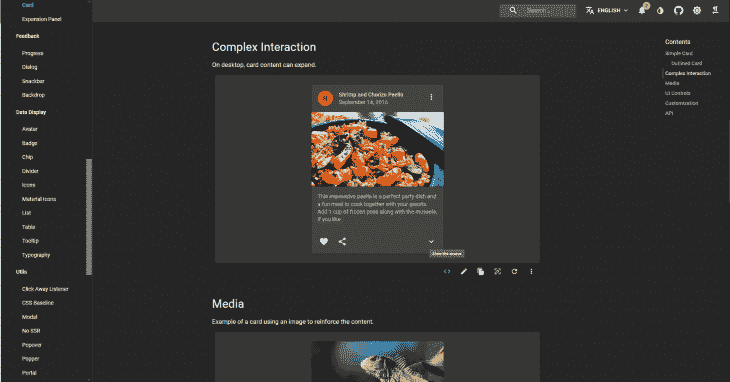 Card
Expansion Panel
Feedback
Progress
Dialog
Snackbar
Backdrop
Data Display
Avatar
Badge
Chip
Divider
Icons
Material Icons
List
Table
Tooltip
Typography
Utils
Click Away Listener
CSS Baseline
Modal
No SSR
Popover
Popper
Portal
Search
ENGLISH
2
Complex Interaction
On desktop, card content can expand.
R
Shrimp and Chorizo Paella
September 14, 2016
This impressive paella is a perfect party dish and
a fun meal to cook together with your guests.
Add 1 cup of frozen peas along with the mussels,
if you like.
Media
Example of a card using an image to reinforce the content.
Contents
Simple Card
Outlined Card
Complex Interaction
Media
UI Controls
Customization
API